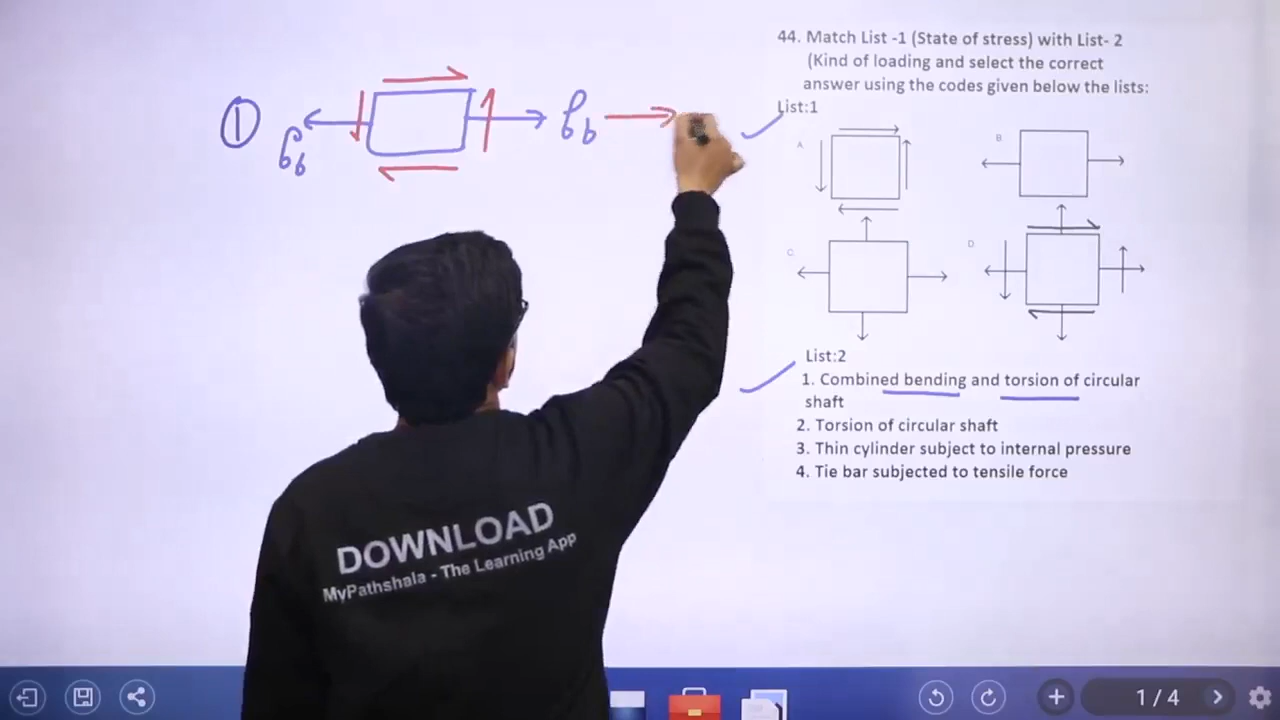 ①
σb
σb
44. Match List -1 (State of stress) with List- 2
(Kind of loading and select the correct
answer using the codes given below the lists:
List:1
A
B
C
D
List:2
1. Combined bending and torsion of circular
shaft
2. Torsion of circular shaft
3. Thin cylinder subject to internal pressure
4. Tie bar subjected to tensile force
DOWNLOAD
MyPathshala - The Learning App
1 / 4